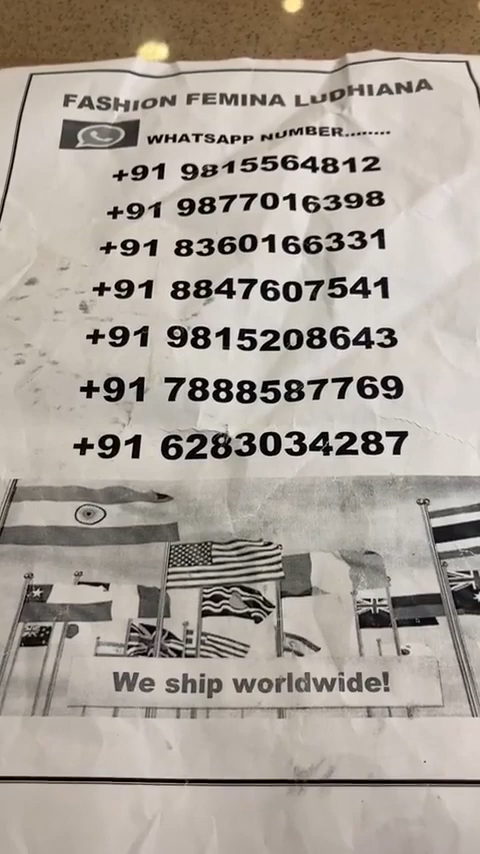 FASHION FEMINA LUDHIANA
WHATSAPP NUMBER........
+91 9815564812
+91 9877016398
+91 8360166331
+91 8847607541
+91 9815208643
+91 7888587769
+91 6283034287
We ship worldwide!